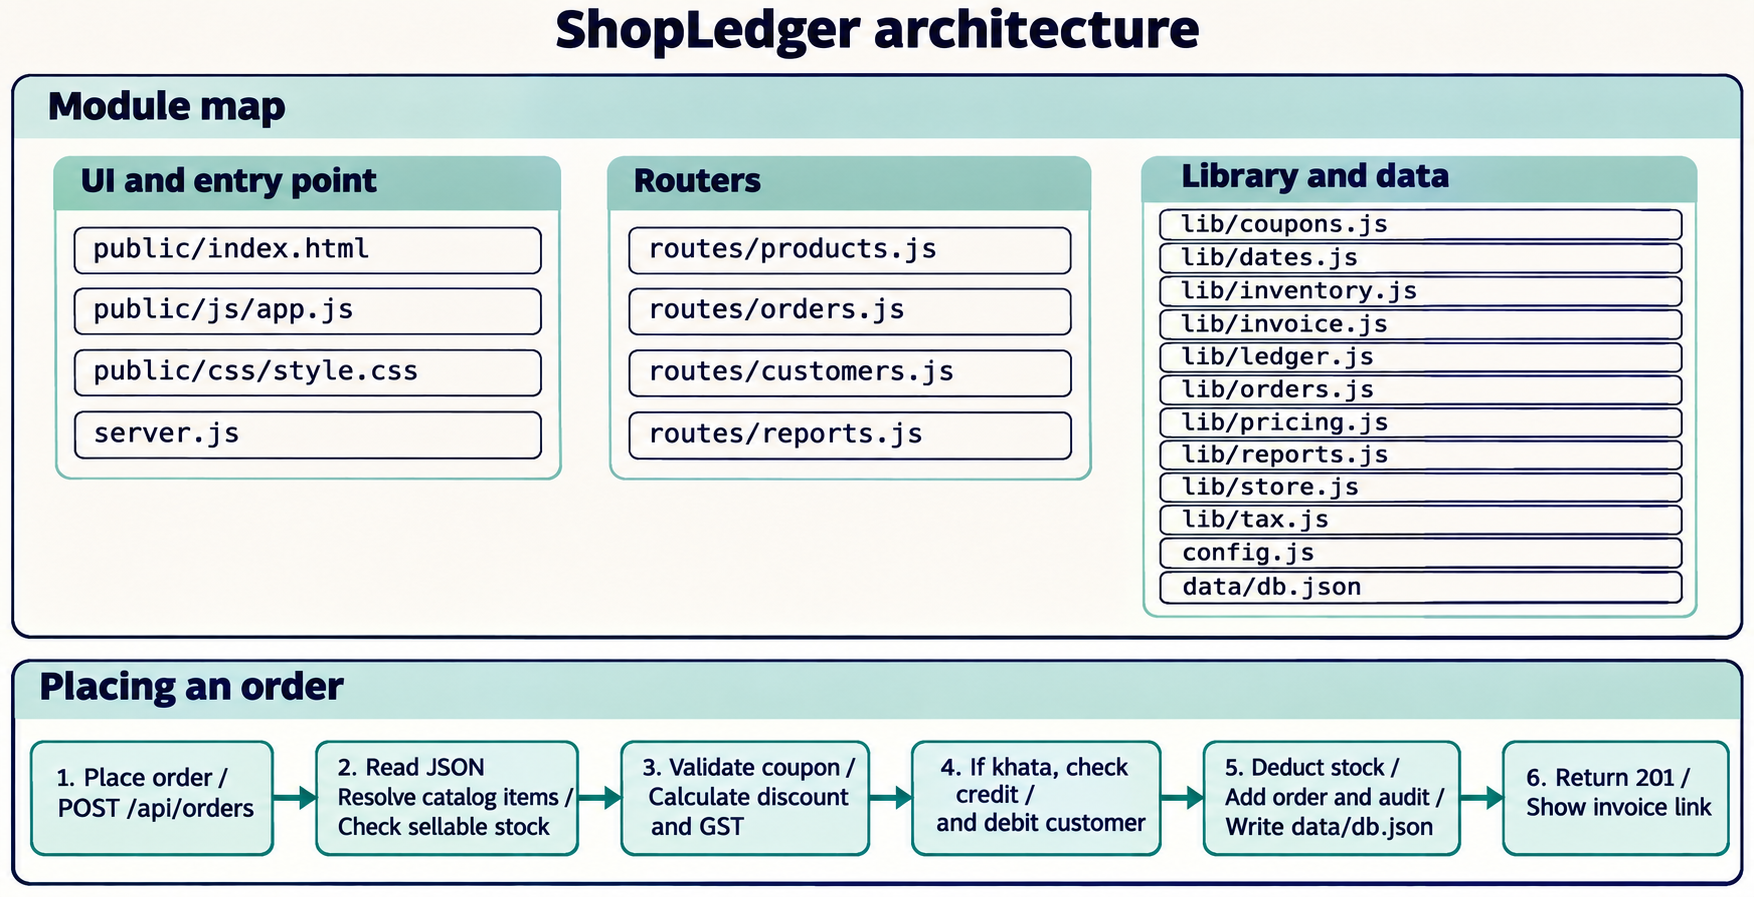 ShopLedger architecture
Module map
UI and entry point
public/index.html
public/js/app.js
public/css/style.css
server.js
Routers
routes/products.js
routes/orders.js
routes/customers.js
routes/reports.js
Library and data
lib/coupons.js
lib/dates.js
lib/inventory.js
lib/invoice.js
lib/ledger.js
lib/orders.js
lib/pricing.js
lib/reports.js
lib/store.js
lib/tax.js
config.js
data/db.json
Placing an order
1. Place order /
POST /api/orders
2. Read JSON
Resolve catalog items /
Check sellable stock
3. Validate coupon /
Calculate discount
and GST
4. If khata, check
credit /
and debit customer
5. Deduct stock /
Add order and audit /
Write data/db.json
6. Return 201 /
Show invoice link